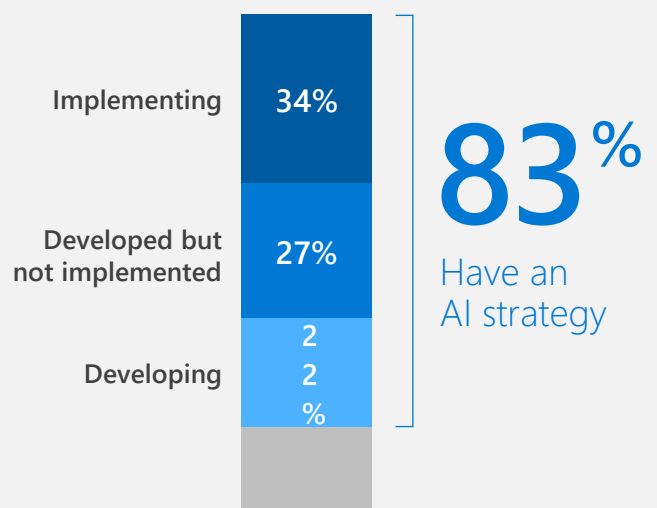 Implementing
34%
Developed but
not implemented
27%
Developing
2
2
%
83%
Have an
AI strategy